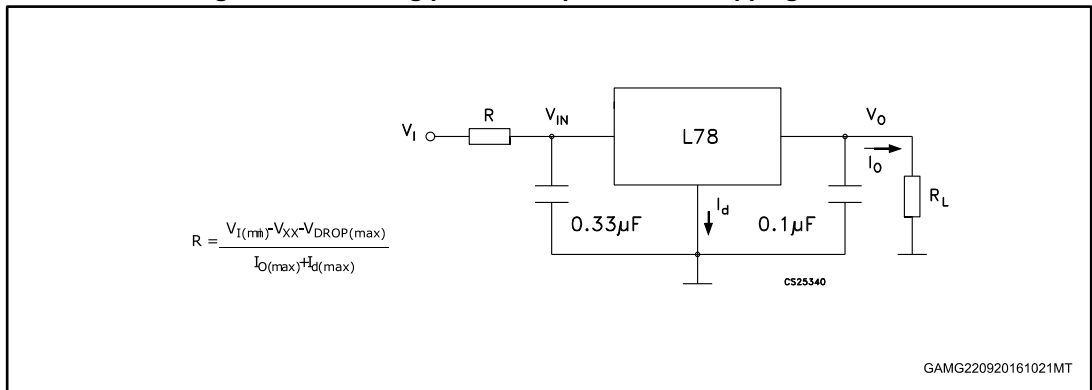 R
V_IN
V_O
V_I
L78
I_O
R_L
I_d
0.33µF
0.1µF
R = V_I(min)-V_XX-V_DROP(max)
I_O(max)+I_d(max)
CS25340
GAMG220920161021MT